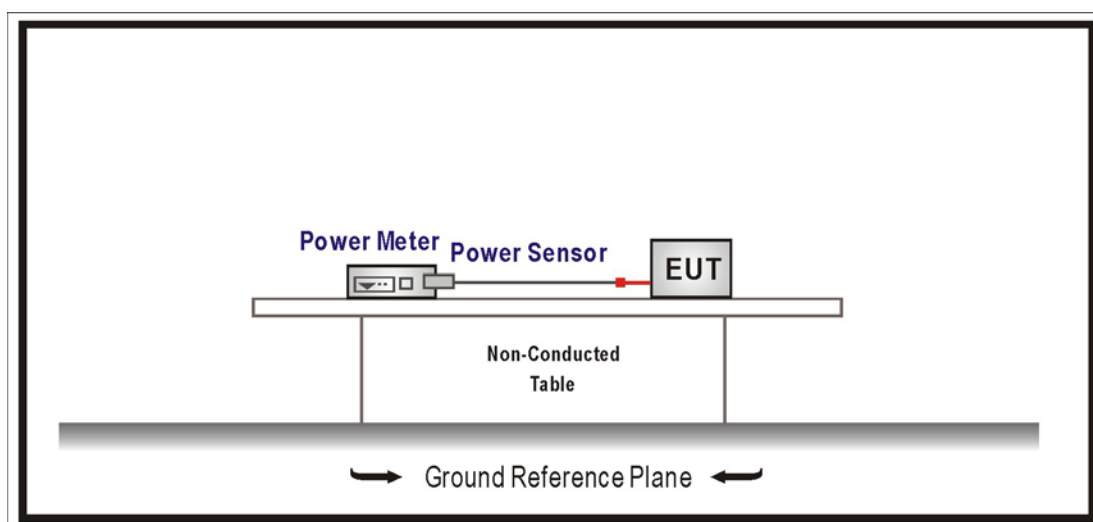 Power Meter
Power Sensor
EUT
Non-Conducted
Table
Ground Reference Plane